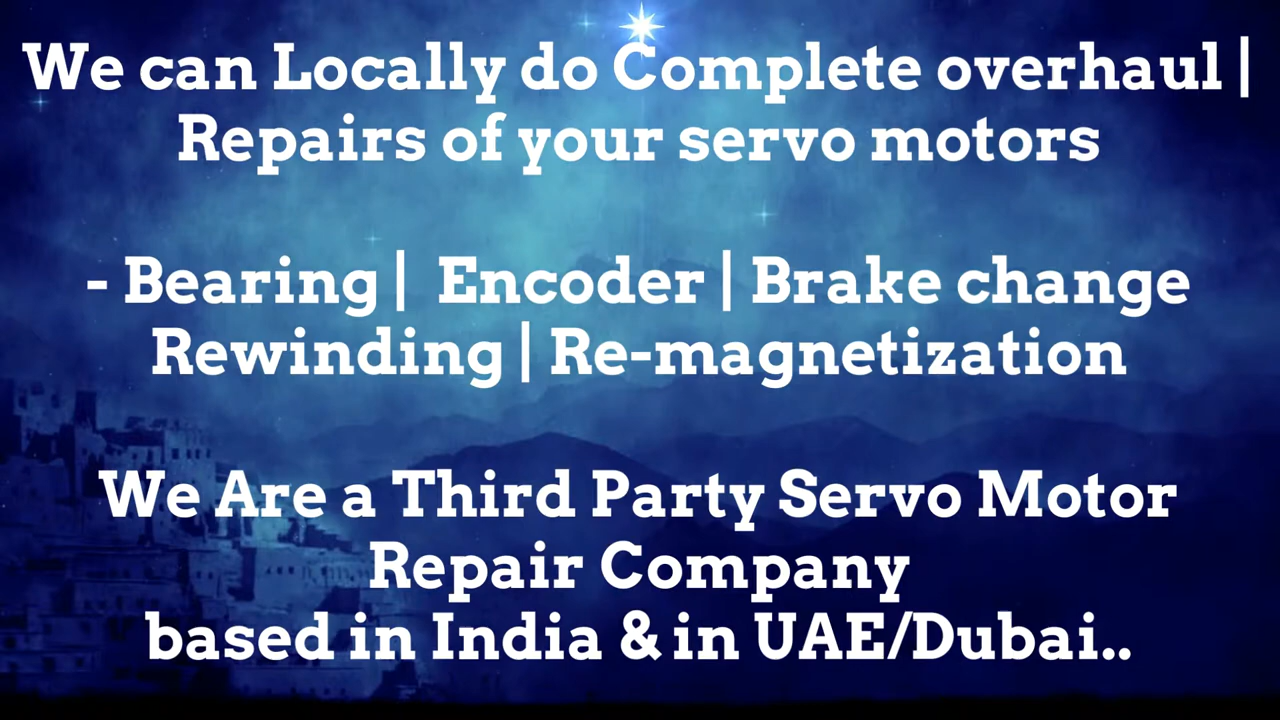 We can Locally do Complete overhaul |
Repairs of your servo motors
- Bearing | Encoder | Brake change
Rewinding | Re-magnetization
We Are a Third Party Servo Motor
Repair Company
based in India & in UAE/Dubai..